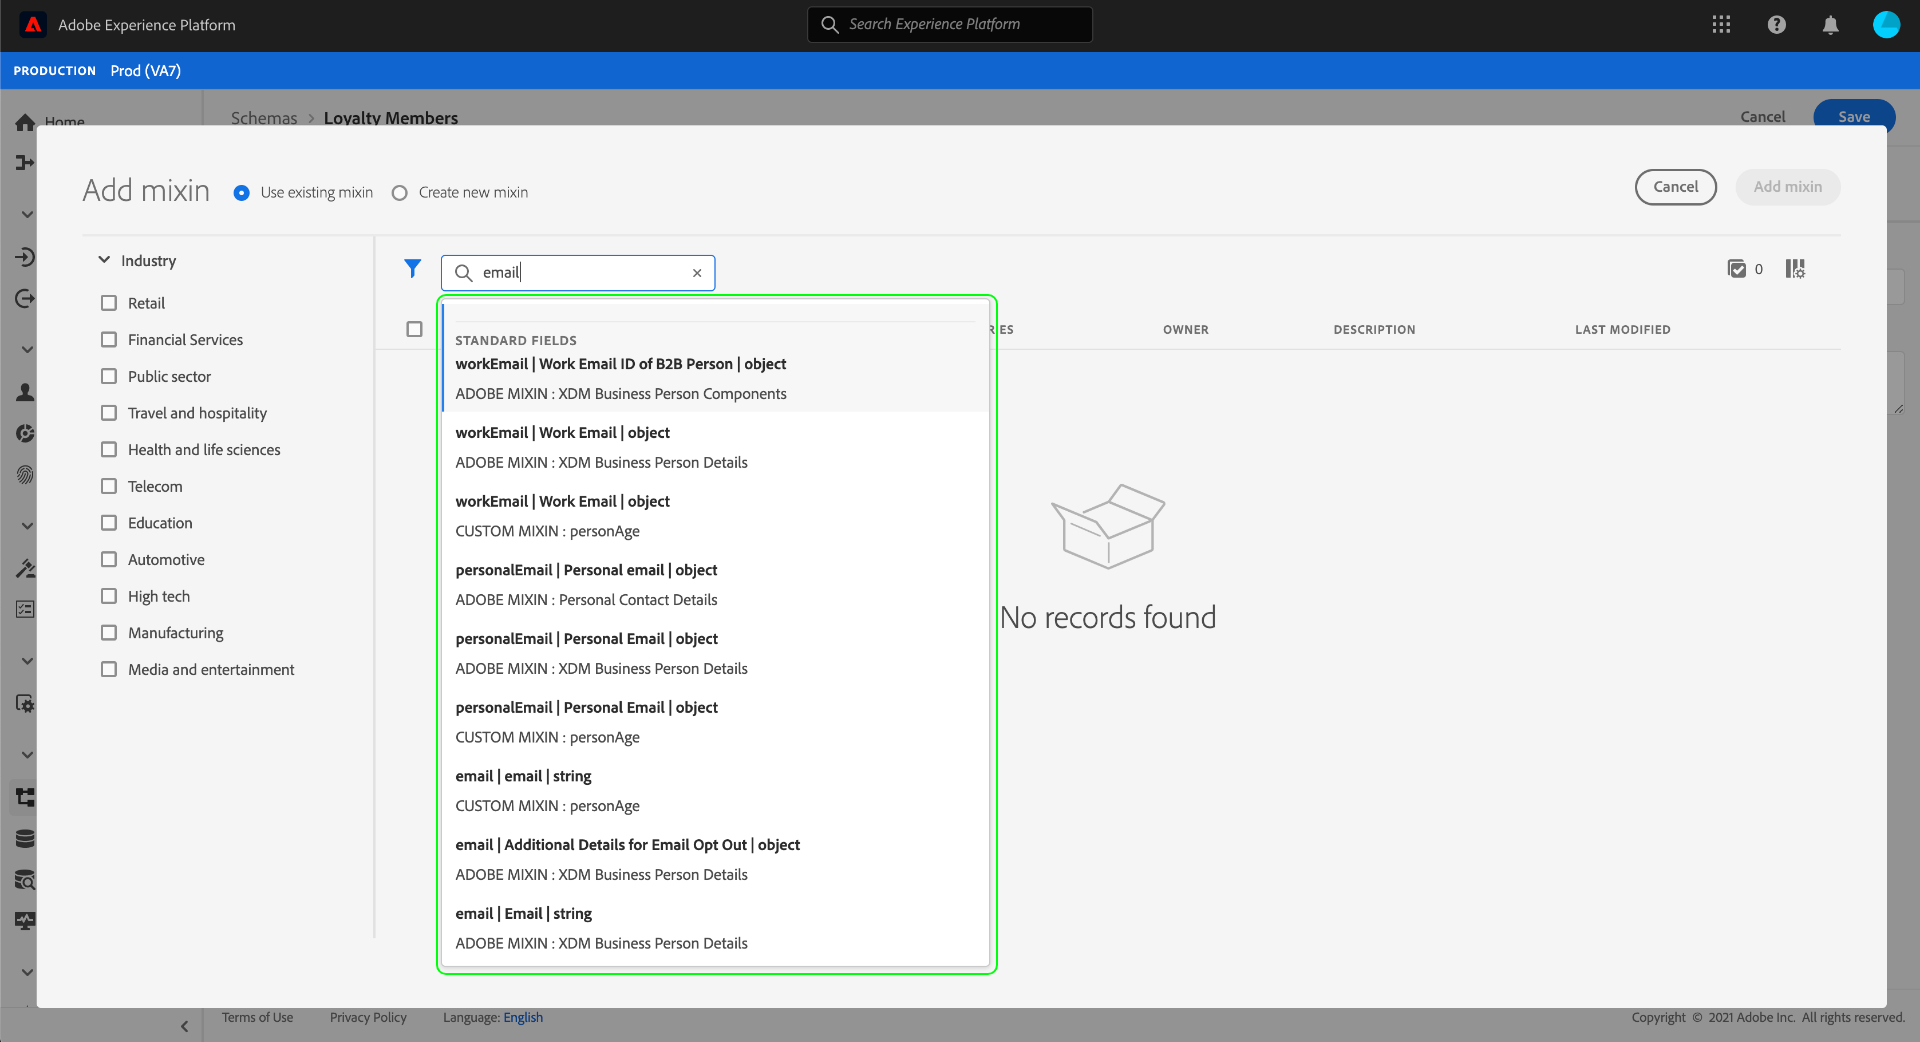 Adobe Experience Platform
Search Experience Platform
PRODUCTION Prod (VA7)
Home
Schemas > Loyalty Members
Cancel
Save
Add mixin
Use existing mixin
Create new mixin
Cancel
Add mixin
Industry
Retail
Financial Services
Public sector
Travel and hospitality
Health and life sciences
Telecom
Education
Automotive
High tech
Manufacturing
Media and entertainment
email
0
RIES
OWNER
DESCRIPTION
LAST MODIFIED
STANDARD FIELDS
workEmail | Work Email ID of B2B Person | object
ADOBE MIXIN : XDM Business Person Components
workEmail | Work Email | object
ADOBE MIXIN : XDM Business Person Details
workEmail | Work Email | object
CUSTOM MIXIN : personAge
personalEmail | Personal email | object
ADOBE MIXIN : Personal Contact Details
personalEmail | Personal Email | object
ADOBE MIXIN : XDM Business Person Details
personalEmail | Personal Email | object
CUSTOM MIXIN : personAge
email | email | string
CUSTOM MIXIN : personAge
email | Additional Details for Email Opt Out | object
ADOBE MIXIN : XDM Business Person Details
email | Email | string
ADOBE MIXIN : XDM Business Person Details
No records found
Terms of Use
Privacy Policy
Language: English
Copyright © 2021 Adobe Inc. All rights reserved.